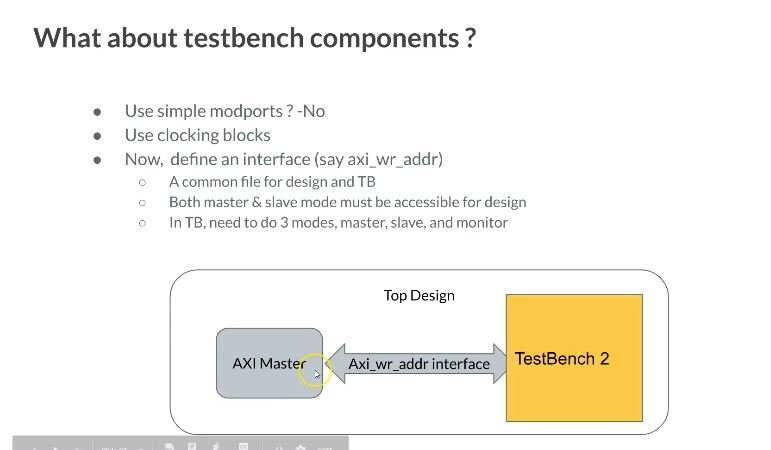 What about testbench components ?
● Use simple modports ? -No
● Use clocking blocks
● Now, define an interface (say axi_wr_addr)
○ A common file for design and TB
○ Both master & slave mode must be accessible for design
○ In TB, need to do 3 modes, master, slave, and monitor
Top Design
AXI Master
Axi_wr_addr interface
TestBench 2